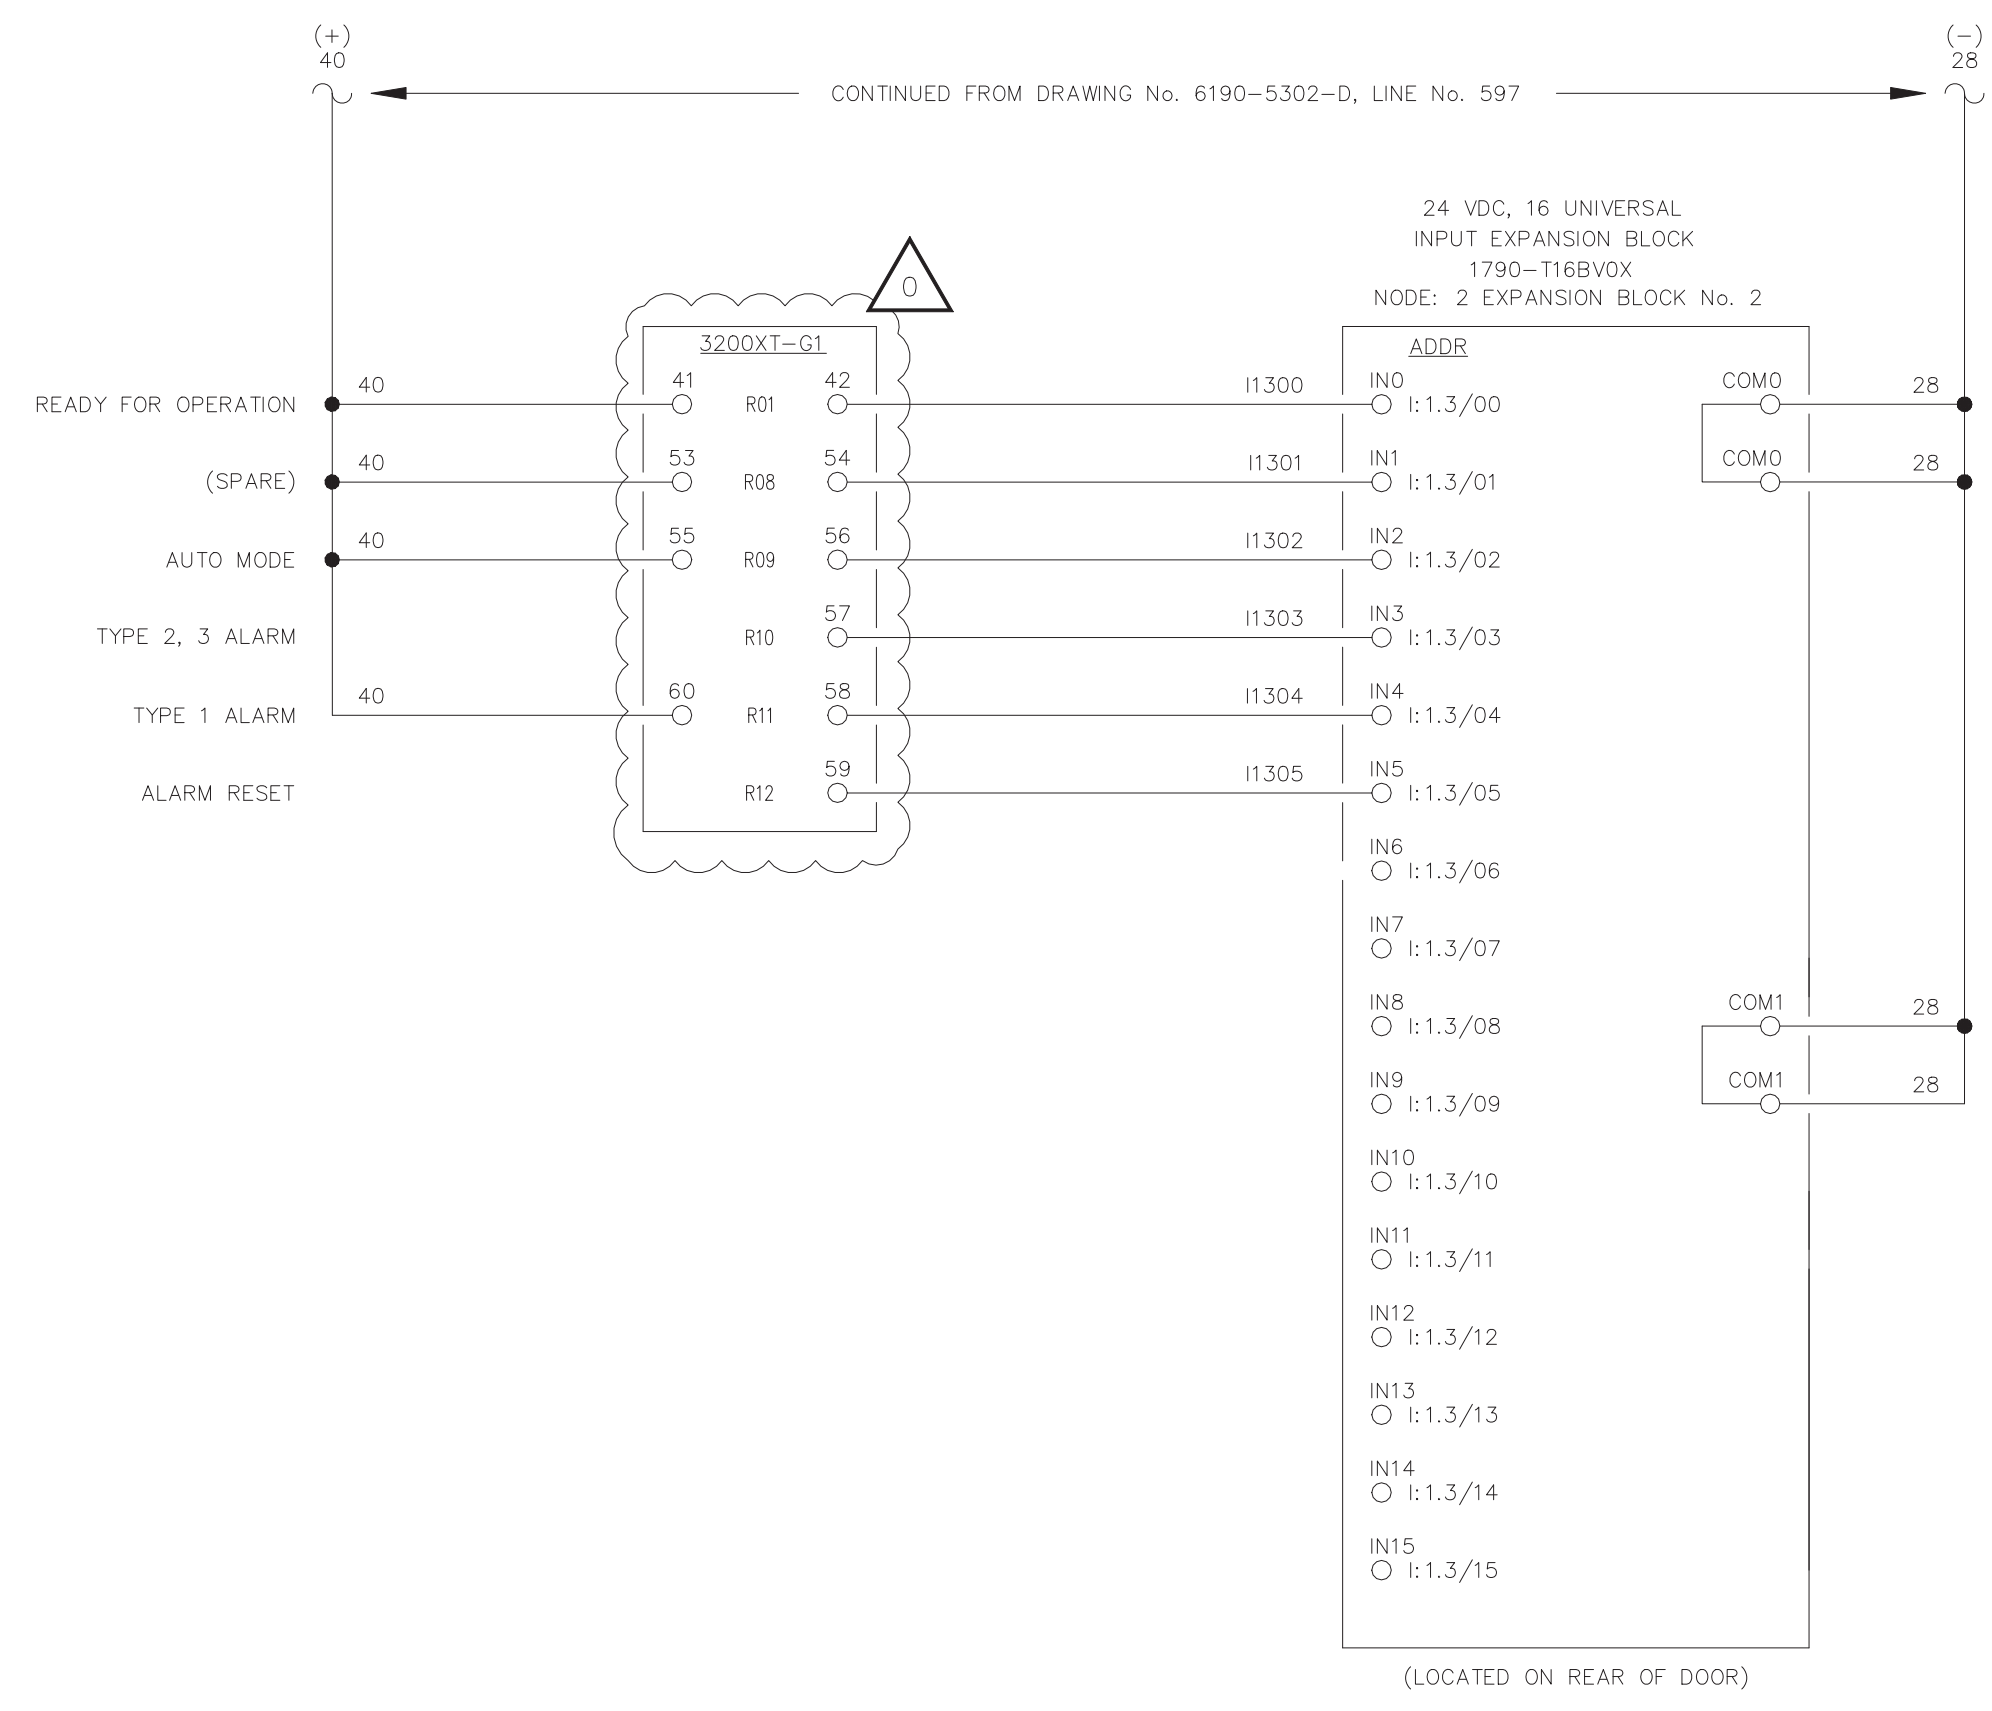 (+)
40
(-)
28
CONTINUED FROM DRAWING No. 6190-5302-D, LINE No. 597
24 VDC, 16 UNIVERSAL
INPUT EXPANSION BLOCK
1790-T16BV0X
NODE: 2 EXPANSION BLOCK No. 2
0
3200XT-G1
ADDR
READY FOR OPERATION
40
41
R01
42
I1300
IN0
I:1.3/00
COM0
28
(SPARE)
40
53
R08
54
I1301
IN1
I:1.3/01
COM0
28
AUTO MODE
40
55
R09
56
I1302
IN2
I:1.3/02
TYPE 2, 3 ALARM
R10
57
I1303
IN3
I:1.3/03
TYPE 1 ALARM
40
60
R11
58
I1304
IN4
I:1.3/04
ALARM RESET
R12
59
I1305
IN5
I:1.3/05
IN6
I:1.3/06
IN7
I:1.3/07
IN8
I:1.3/08
COM1
28
IN9
I:1.3/09
COM1
28
IN10
I:1.3/10
IN11
I:1.3/11
IN12
I:1.3/12
IN13
I:1.3/13
IN14
I:1.3/14
IN15
I:1.3/15
(LOCATED ON REAR OF DOOR)